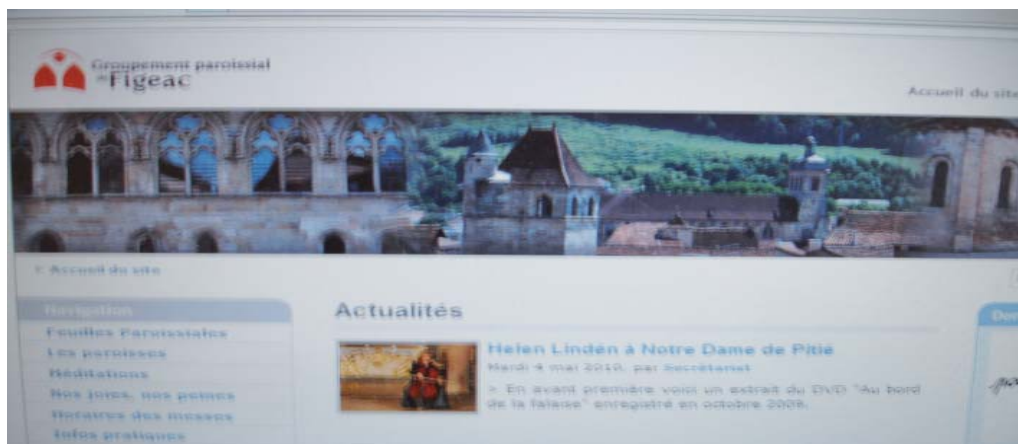 Groupement paroissial
de Figeac
Accueil du site
> Accueil du site
Navigation
Feuilles Paroissiales
Les paroisses
Méditations
Nos joies, nos peines
Horaires des messes
Infos pratiques
Actualités
Helen Lindén à Notre Dame de Pitié
Mardi 4 mai 2010, par Secrétariat
> En avant première voici un extrait du DVD "Au bord
de la falaise" enregistré en octobre 2009.